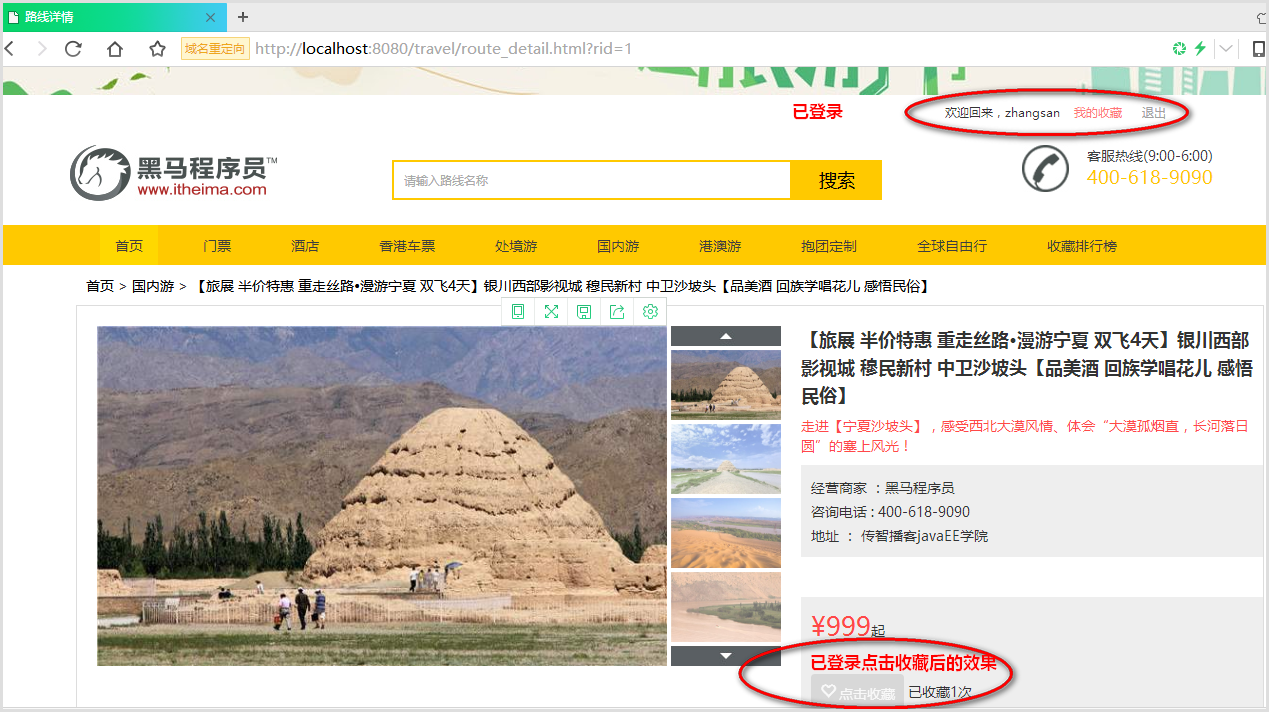 路线详情
域名重定向 http://localhost:8080/travel/route_detail.html?rid=1
已登录 欢迎回来，zhangsan 我的收藏 退出
黑马程序员™
www.itheima.com
请输入路线名称 搜索
客服热线(9:00-6:00)
400-618-9090
首页 门票 酒店 香港车票 处境游 国内游 港澳游 抱团定制 全球自由行 收藏排行榜
首页 > 国内游 > 【旅展 半价特惠 重走丝路•漫游宁夏 双飞4天】银川西部影视城 穆民新村 中卫沙坡头【品美酒 回族学唱花儿 感悟民俗】
【旅展 半价特惠 重走丝路•漫游宁夏 双飞4天】银川西部
影视城 穆民新村 中卫沙坡头【品美酒 回族学唱花儿 感悟
民俗】
走进【宁夏沙坡头】，感受西北大漠风情、体会“大漠孤烟直，长河落日
圆”的塞上风光！
经营商家 ：黑马程序员
咨询电话 : 400-618-9090
地址 ： 传智播客javaEE学院
¥999起
已登录点击收藏后的效果
点击收藏 已收藏1次